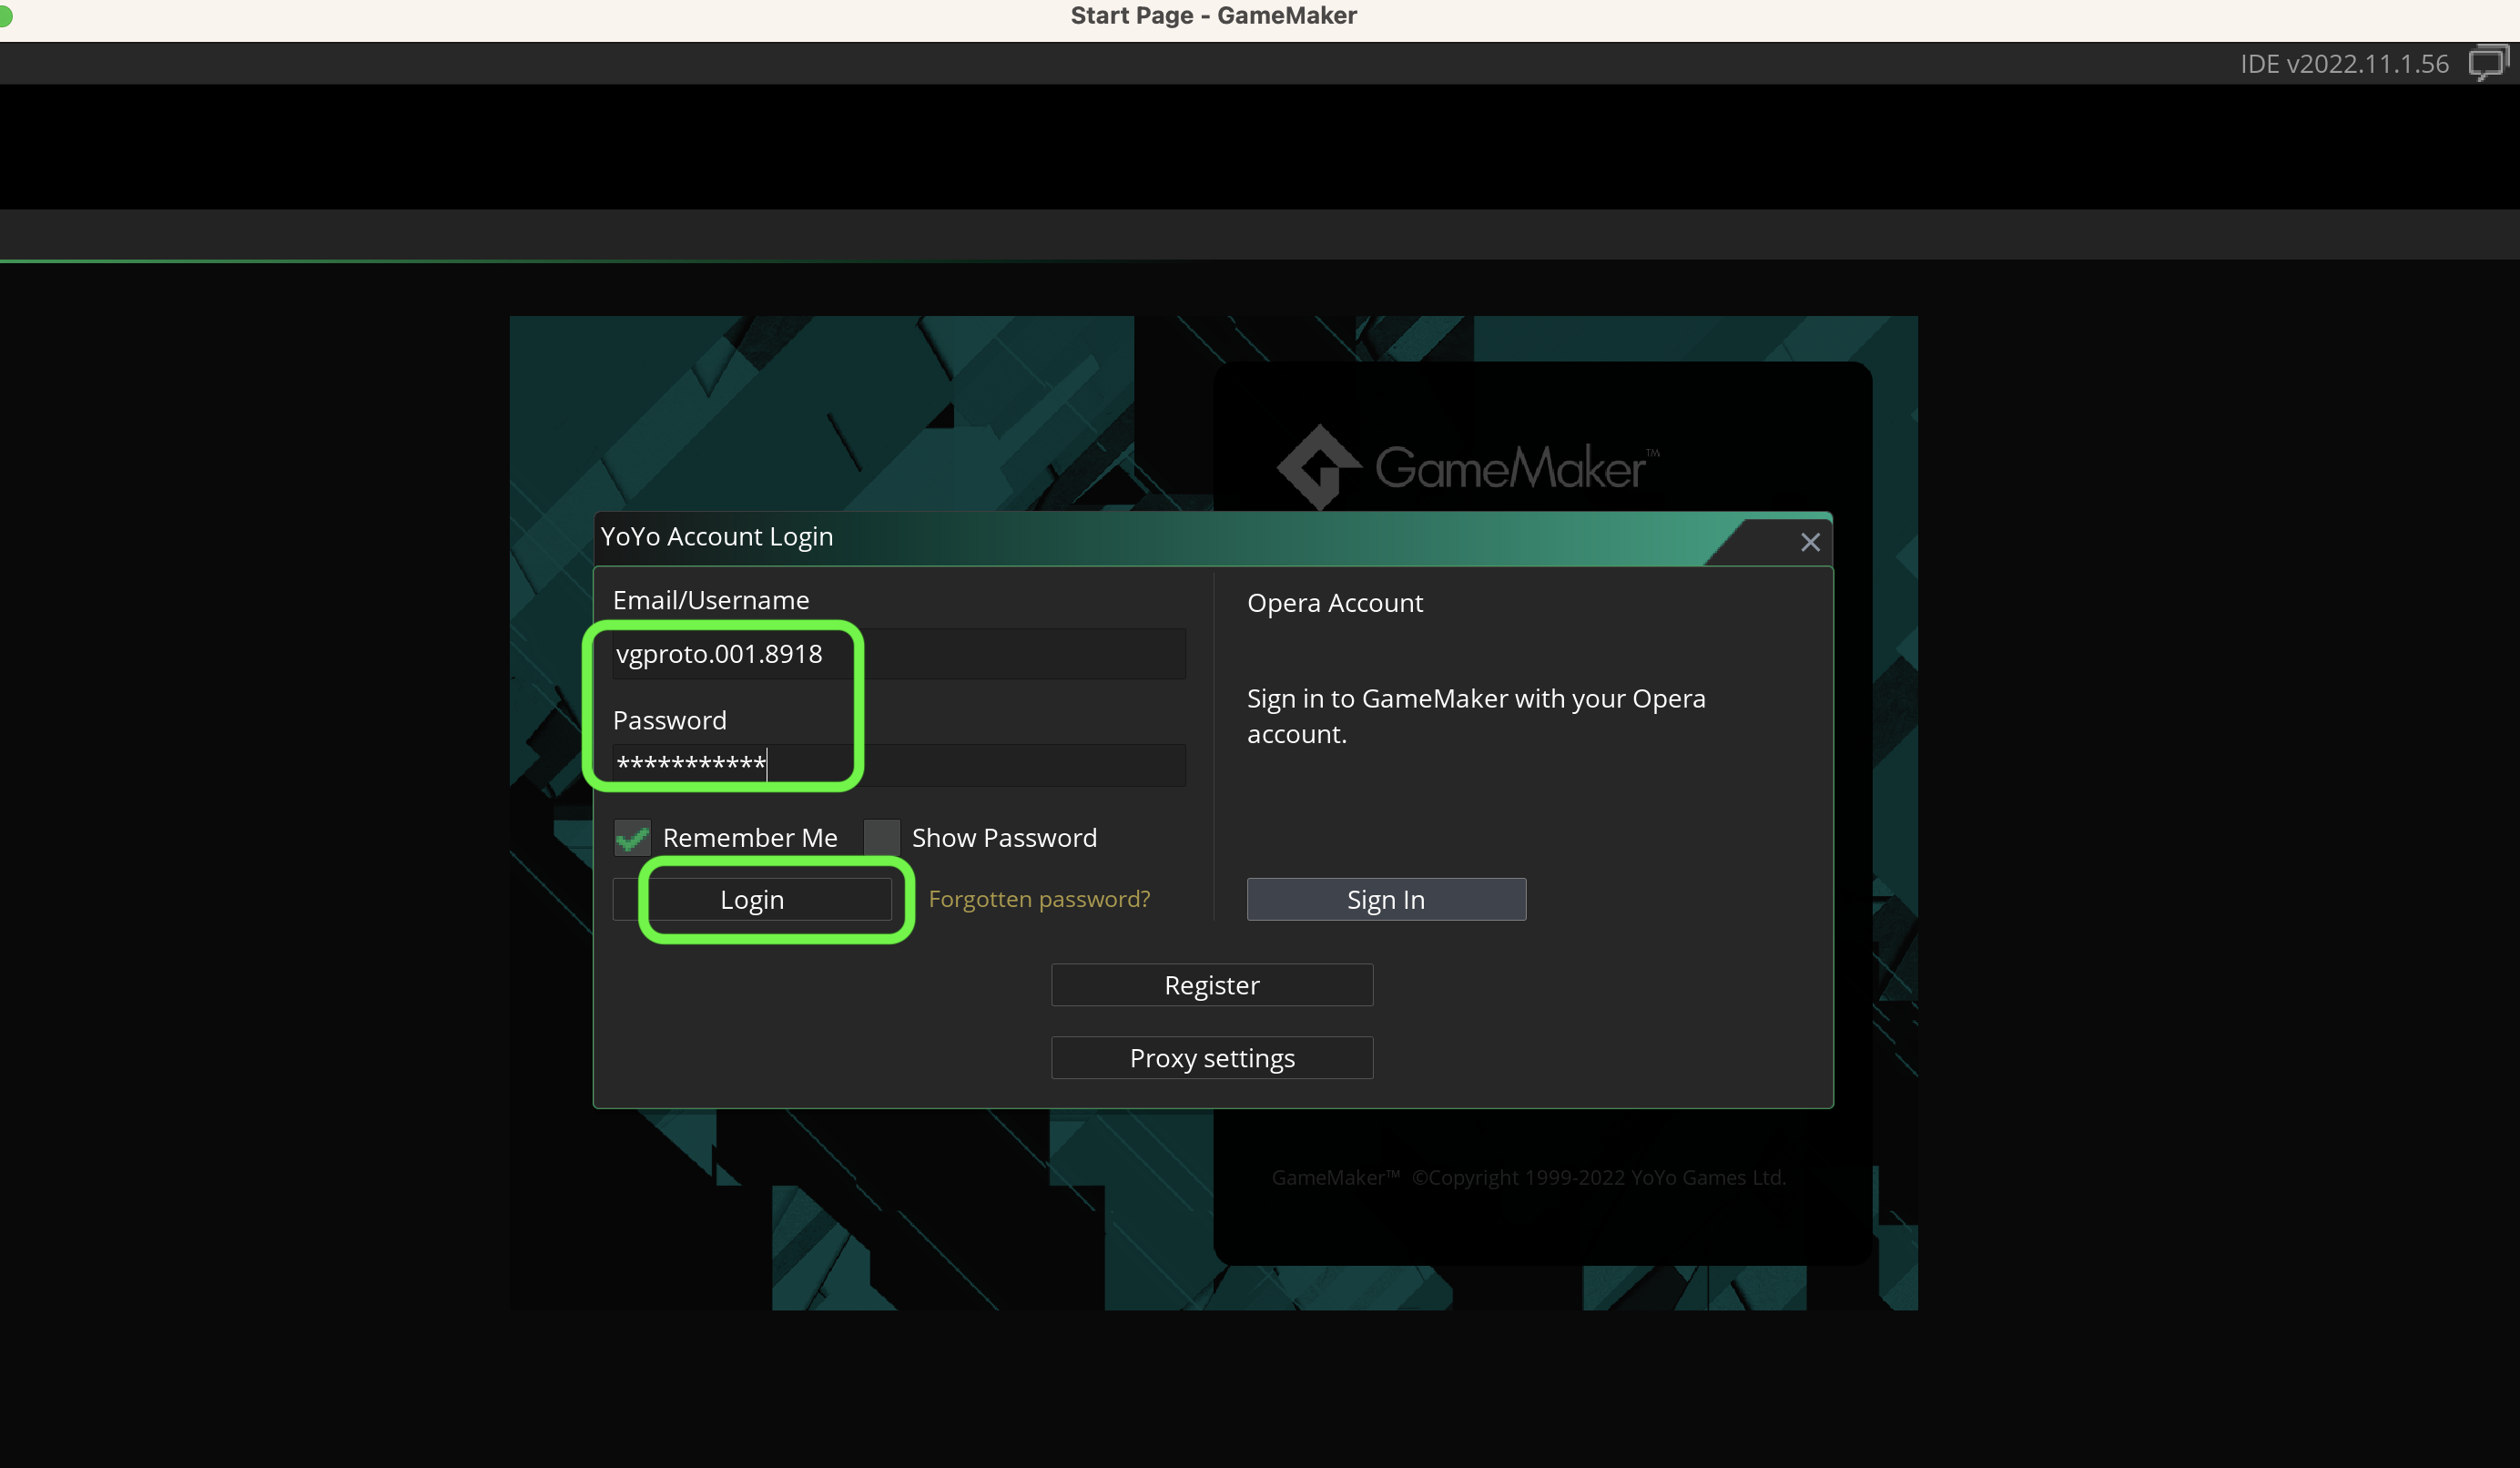 Start Page - GameMaker
IDE v2022.11.1.56
GameMaker™
YoYo Account Login
Email/Username
vgproto.001.8918
Password
***********
Remember Me
Show Password
Login
Forgotten password?
Opera Account
Sign in to GameMaker with your Opera
account.
Sign In
Register
Proxy settings
GameMaker™ ©Copyright 1999-2022 YoYo Games Ltd.